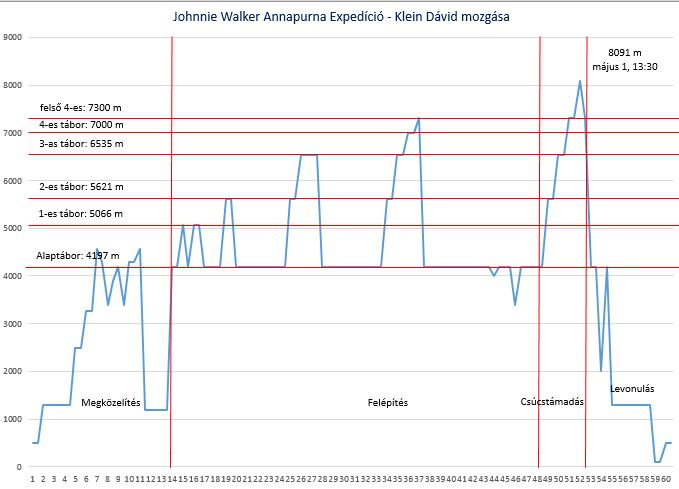 Johnnie Walker Annapurna Expedíció - Klein Dávid mozgása
9000
8091 m
május 1, 13:30
8000
felső 4-es: 7300 m
4-es tábor: 7000 m
7000
3-as tábor: 6535 m
6000
2-es tábor: 5621 m
1-es tábor: 5066 m
5000
Alaptábor: 4197 m
4000
3000
2000
Megközelítés
Felépítés
Csúcstámadás
Levonulás
1000
0
1 2 3 4 5 6 7 8 9 10 11 12 13 14 15 16 17 18 19 20 21 22 23 24 25 26 27 28 29 30 31 32 33 34 35 36 37 38 39 40 41 42 43 44 45 46 47 48 49 50 51 52 53 54 55 56 57 58 59 60